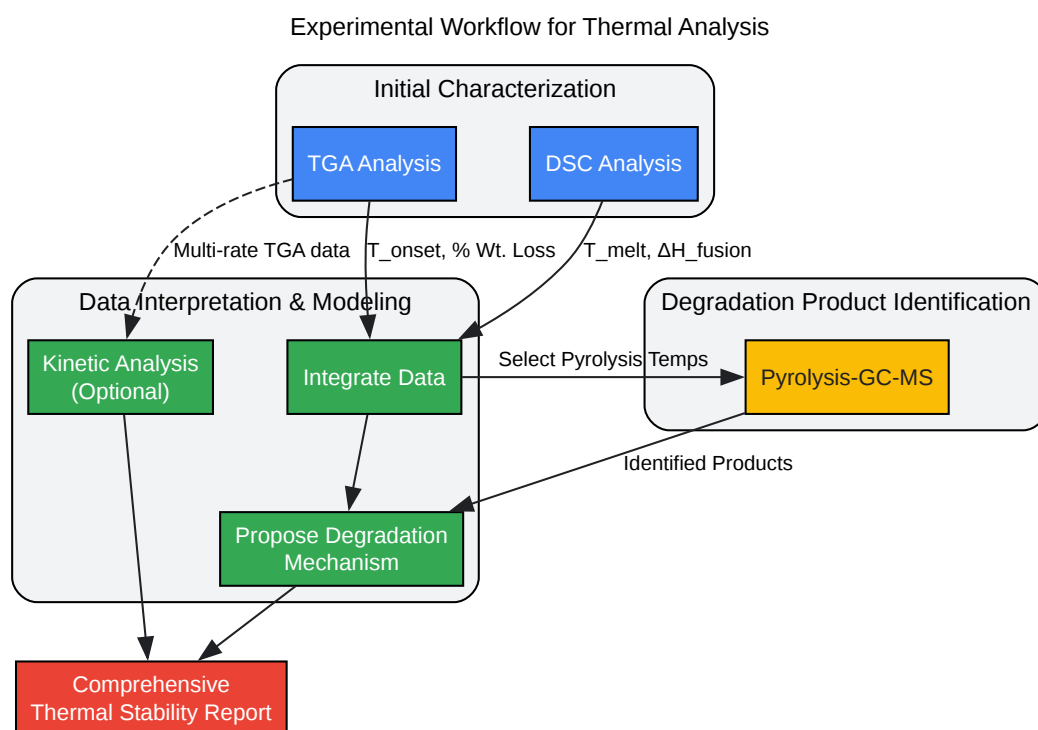 Experimental Workflow for Thermal Analysis
Initial Characterization
TGA Analysis
DSC Analysis
Multi-rate TGA data
T_onset, % Wt. Loss
T_melt, ΔH_fusion
Data Interpretation & Modeling
Degradation Product Identification
Kinetic Analysis
(Optional)
Integrate Data
Select Pyrolysis Temps
Pyrolysis-GC-MS
Identified Products
Propose Degradation
Mechanism
Comprehensive
Thermal Stability Report